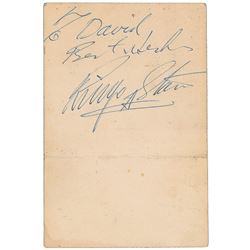 To David
Best Wishes
Ringo Starr